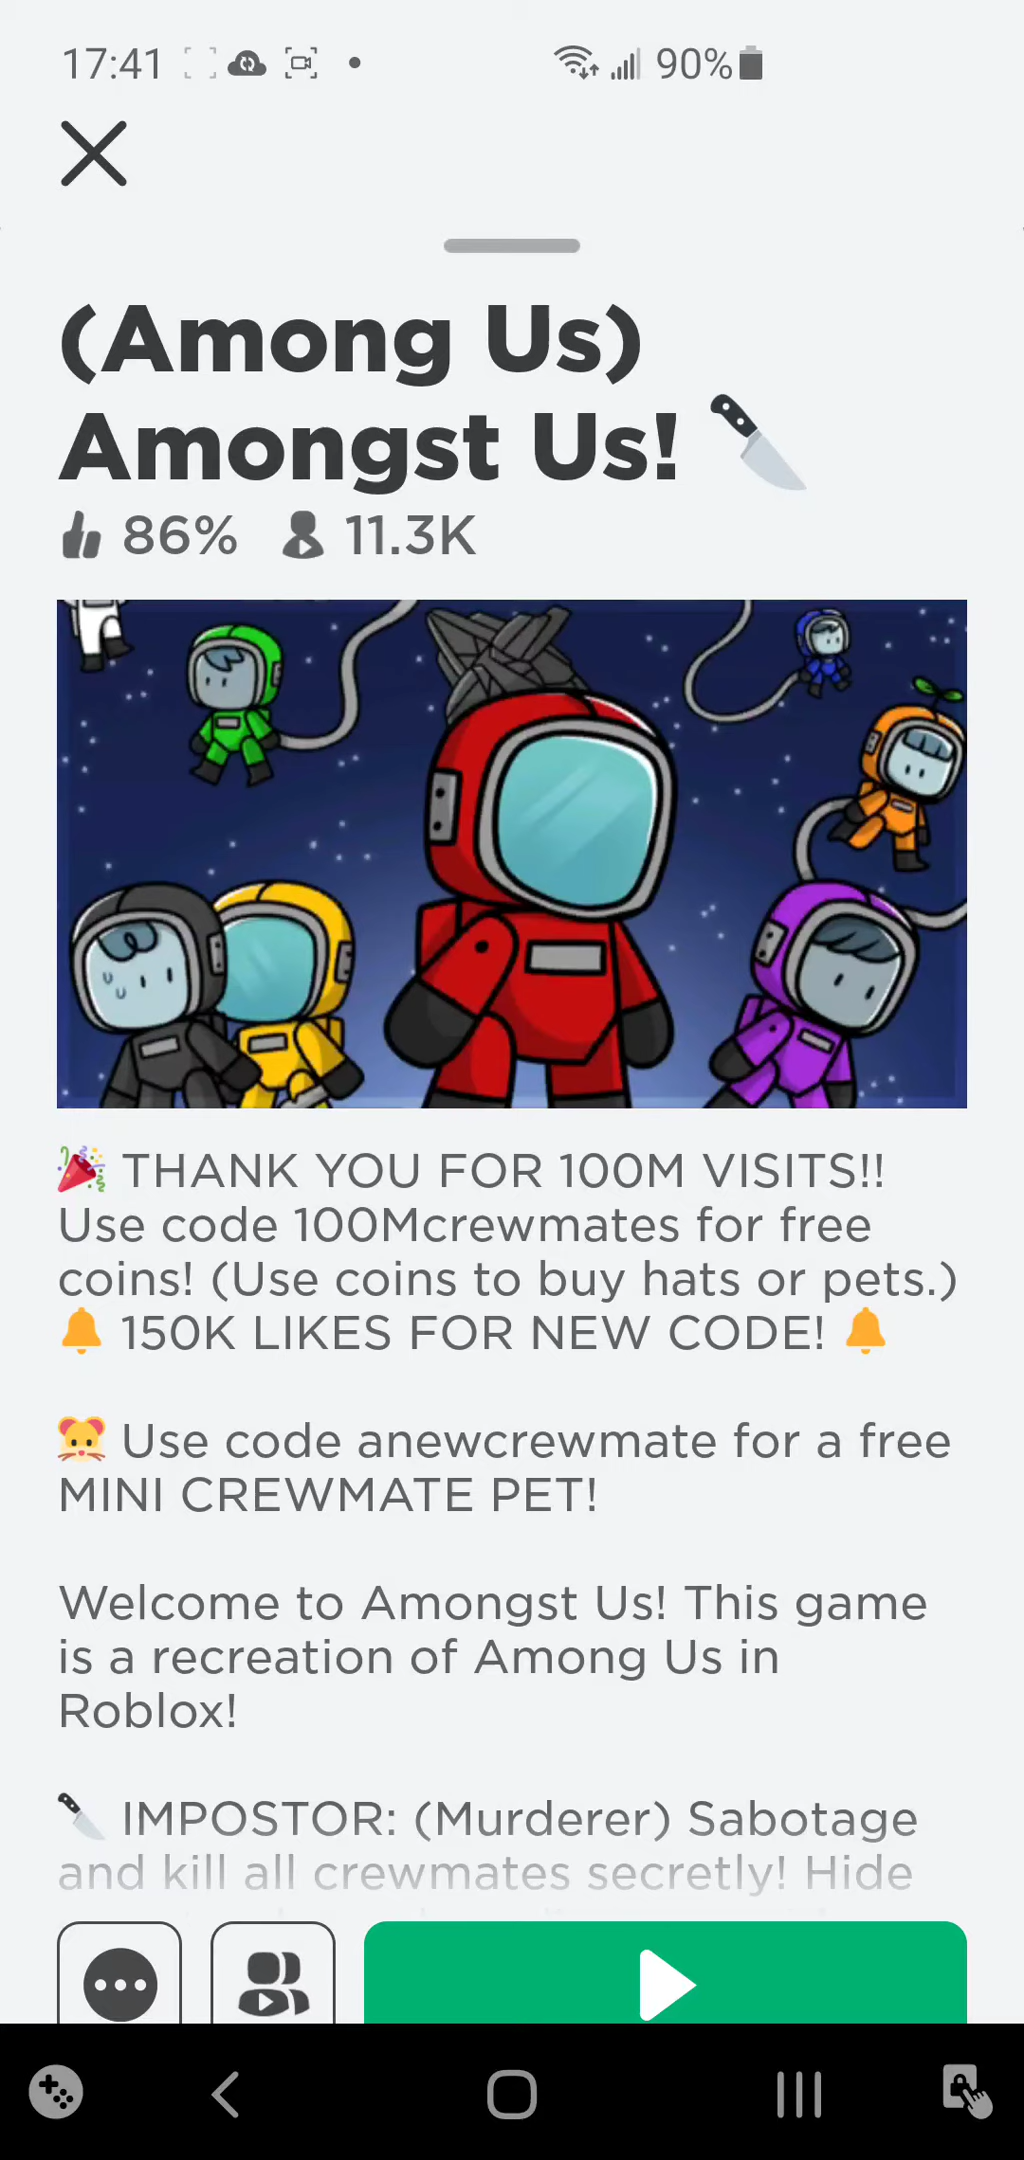 17:41 90%
(Among Us)
Amongst Us! 🔪
86% 11.3K
🎉 THANK YOU FOR 100M VISITS!!
Use code 100Mcrewmates for free
coins! (Use coins to buy hats or pets.)
🔔 150K LIKES FOR NEW CODE! 🔔
🐹 Use code anewcrewmate for a free
MINI CREWMATE PET!
Welcome to Amongst Us! This game
is a recreation of Among Us in
Roblox!
🔪 IMPOSTOR: (Murderer) Sabotage
and kill all crewmates secretly! Hide